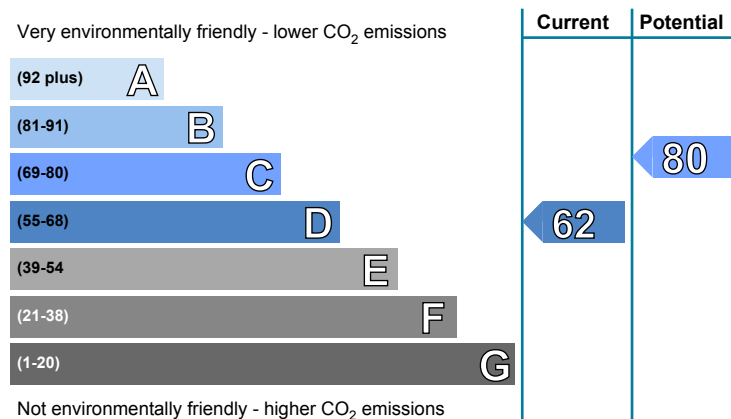 Very environmentally friendly - lower CO2 emissions
Current
Potential
(92 plus) A
(81-91) B
(69-80) C
80
(55-68) D
62
(39-54 E
(21-38) F
(1-20) G
Not environmentally friendly - higher CO2 emissions